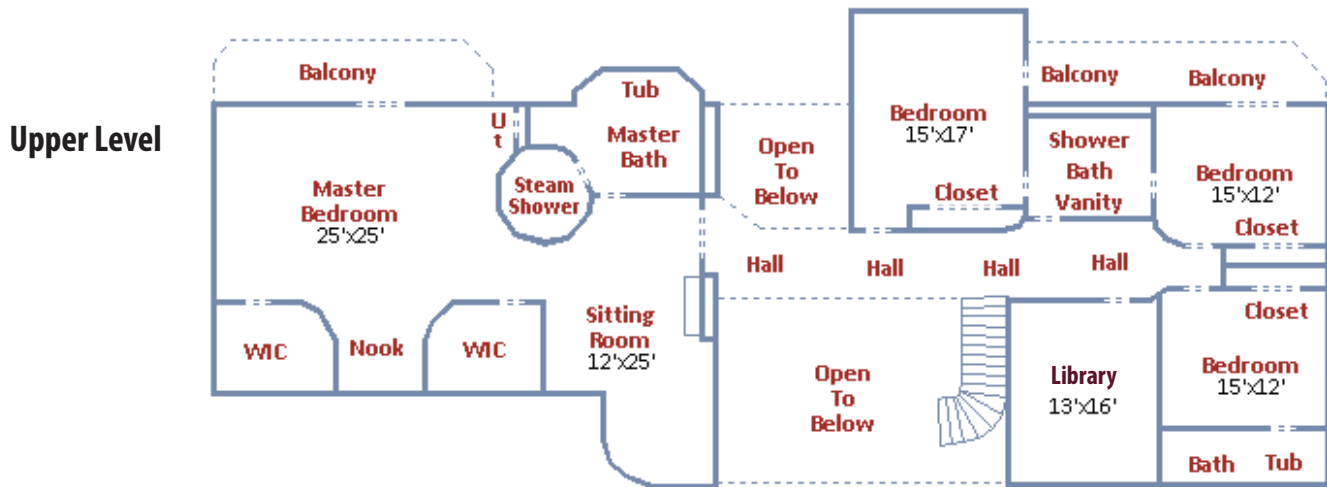 Upper Level
Balcony
U
t
Tub
Master
Bath
Steam
Shower
Master
Bedroom
25'x25'
WIC
Nook
WIC
Sitting
Room
12'x25'
Open
To
Below
Bedroom
15'x17'
Closet
Balcony
Balcony
Shower
Bath
Vanity
Bedroom
15'x12'
Closet
Hall
Hall
Hall
Hall
Open
To
Below
Library
13'x16'
Closet
Bedroom
15'x12'
Bath
Tub